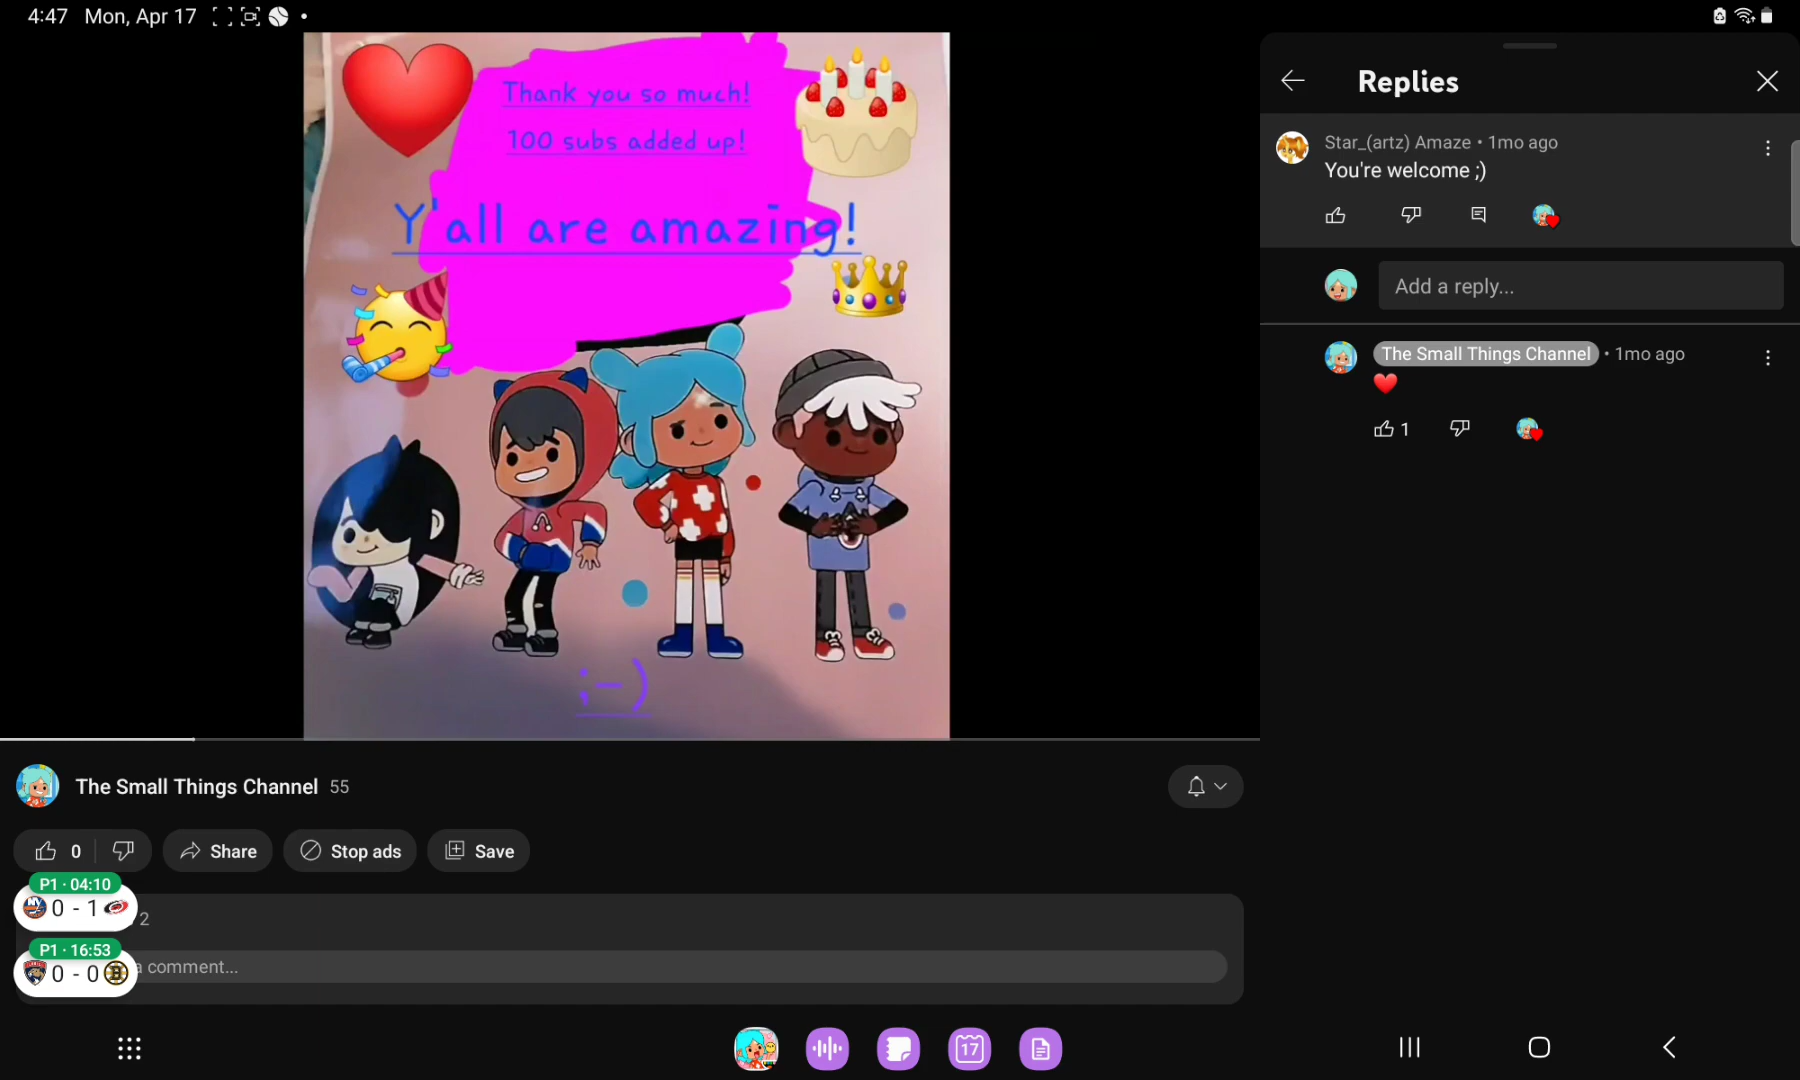 4:47 Mon, Apr 17
Thank you so much!
100 subs added up!
Y'all are amazing!
;-)
The Small Things Channel 55
0
Share
Stop ads
Save
P1 · 04:10
0 - 1
2
P1 · 16:53
0 - 0
a comment...
17
Replies
Star_(artz) Amaze • 1mo ago
You're welcome ;)
Add a reply...
The Small Things Channel • 1mo ago
1